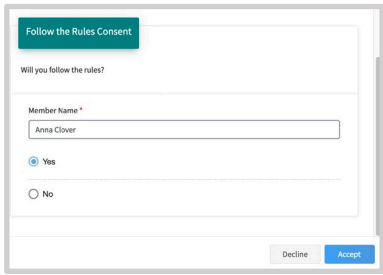 Follow the Rules Consent
Will you follow the rules?
Member Name *
Anna Clover
Yes
No
Decline
Accept